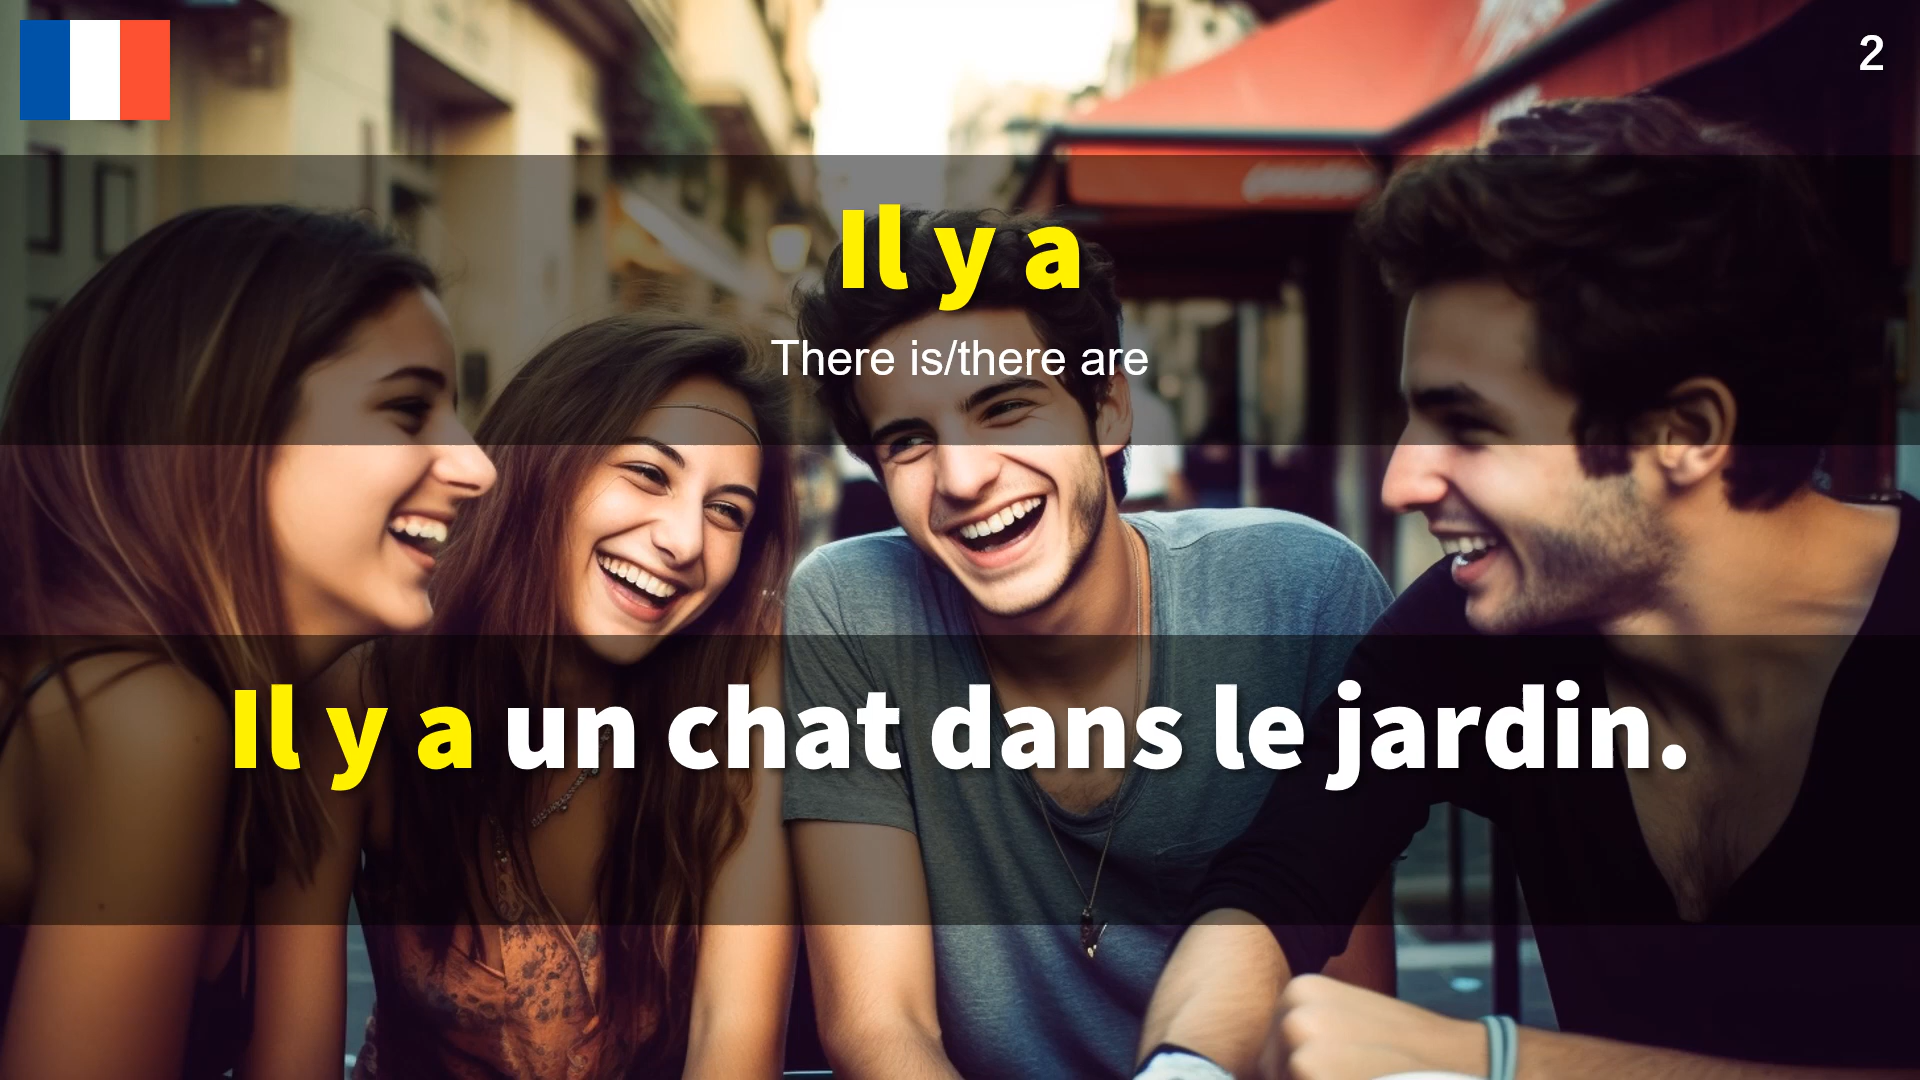 2
Il y a
There is/there are
Il y a un chat dans le jardin.